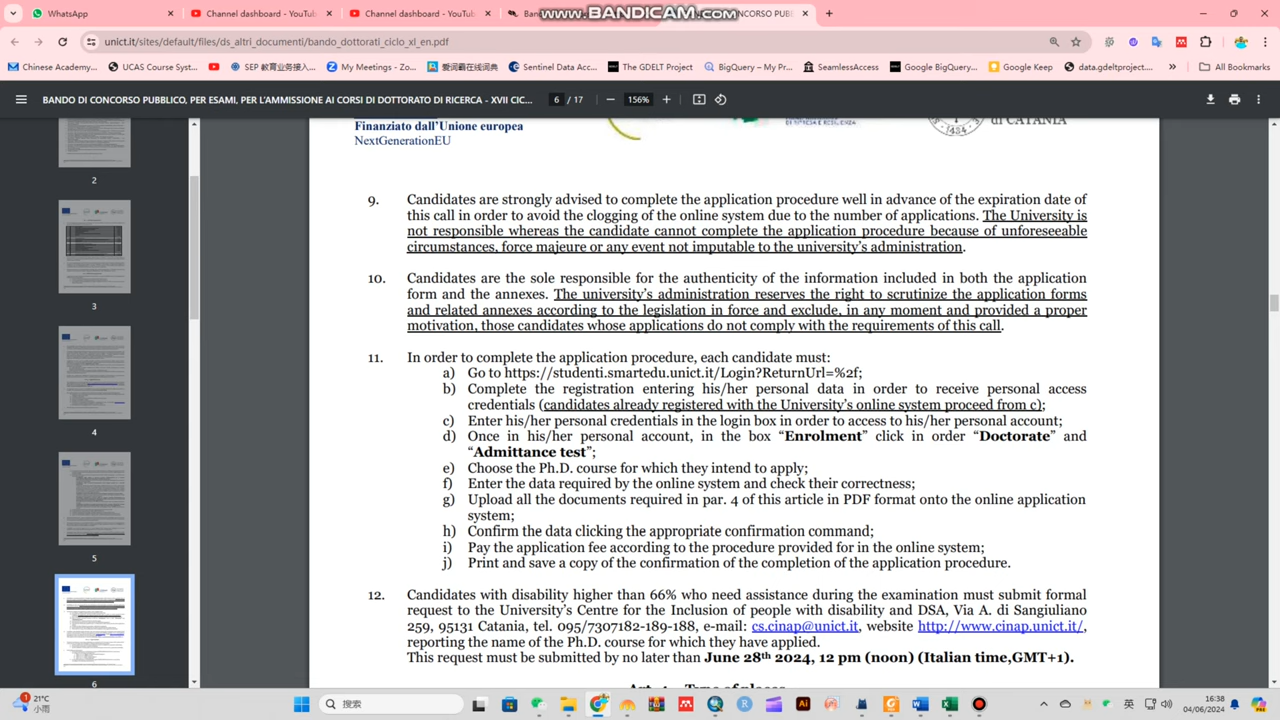 WhatsApp
Channel dashboard - YouTu
Channel dashboard - YouTu
Ban
www.BANDICAM.com
NCORSO PUBB
unict.it/sites/default/files/ds_altri_documenti/bando_dottorati_ciclo_xl_en.pdf
Chinese Academy...
UCAS Course Syst...
SEP 教育业务接入...
My Meetings - Zo...
爱词霸在线词典
Sentinel Data Acc...
The GDELT Project
BigQuery – My Pr...
SeamlessAccess
Google BigQuery...
Google Keep
data.gdeltproject....
All Bookmarks
BANDO DI CONCORSO PUBBLICO, PER ESAMI, PER L'AMMISSIONE AI CORSI DI DOTTORATO DI RICERCA - XVII CIC...
6 / 17
156%
Finanziato dall'Unione europea
NextGenerationEU
di CATANIA
1434
2
3
4
5
6
9. Candidates are strongly advised to complete the application procedure well in advance of the expiration date of
this call in order to avoid the clogging of the online system due to the number of applications. The University is
not responsible whereas the candidate cannot complete the application procedure because of unforeseeable
circumstances, force majeure or any event not imputable to the university's administration.
10. Candidates are the sole responsible for the authenticity of the information included in both the application
form and the annexes. The university's administration reserves the right to scrutinize the application forms
and related annexes according to the legislation in force and exclude, in any moment and provided a proper
motivation, those candidates whose applications do not comply with the requirements of this call.
11. In order to complete the application procedure, each candidate must:
a) Go to https://studenti.smartedu.unict.it/Login?ReturnUrl=%2f;
b) Complete the registration entering his/her personal data in order to receive personal access
credentials (candidates already registered with the University's online system proceed from c);
c) Enter his/her personal credentials in the login box in order to access to his/her personal account;
d) Once in his/her personal account, in the box “Enrolment” click in order “Doctorate” and
“Admittance test”;
e) Choose the Ph.D. course for which they intend to apply;
f) Enter the data required by the online system and check their correctness;
g) Upload all the documents required in par. 4 of this article in PDF format onto the online application
system;
h) Confirm the data clicking the appropriate confirmation command;
i) Pay the application fee according to the procedure provided for in the online system;
j) Print and save a copy of the confirmation of the completion of the application procedure.
12. Candidates with disability higher than 66% who need assistance during the examination must submit formal
request to the University's Centre for the Inclusion of people with disability and DSA, Via A. di Sangiuliano
259, 95131 Catania, tel. 095/7307182-189-188, e-mail: cs.cinap@unict.it, website http://www.cinap.unict.it/,
reporting the name of the Ph.D. course for which they have applied.
This request must be submitted by no later than June 28th 2024, 12 pm (noon) (Italian time,GMT+1).
21°C
小雨
搜索
英
16:38
04/06/2024